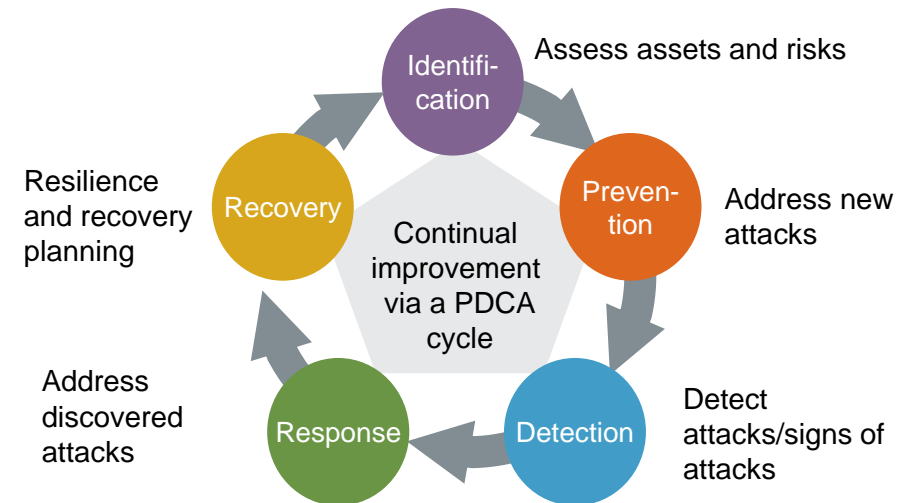 Identifi-
cation
Assess assets and risks
Preven-
tion
Address new
attacks
Detection
Detect
attacks/signs of
attacks
Response
Address
discovered
attacks
Recovery
Resilience
and recovery
planning
Continual
improvement
via a PDCA
cycle